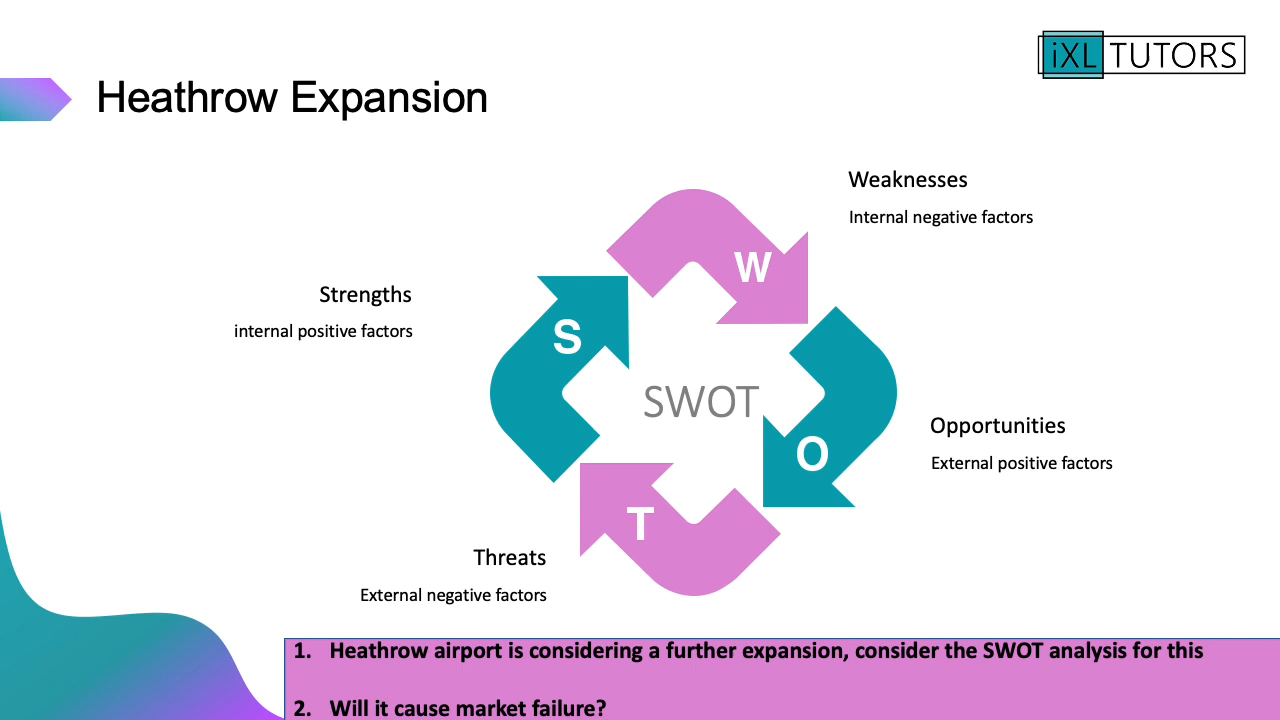 iXL TUTORS
Heathrow Expansion
Weaknesses
Internal negative factors
W
Strengths
internal positive factors
S
SWOT
Opportunities
External positive factors
O
T
Threats
External negative factors
1. Heathrow airport is considering a further expansion, consider the SWOT analysis for this
2. Will it cause market failure?